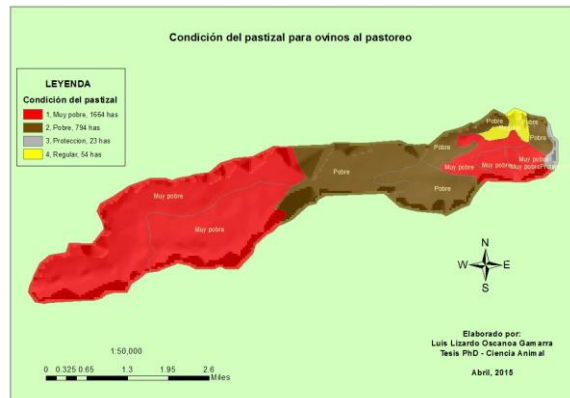 Condición del pastizal para ovinos al pastoreo
LEYENDA
Condición del pastizal
1, Muy pobre, 1664 has
2, Pobre, 794 has
3, Proteccion, 23 has
4, Regular, 54 has
Pobre
Pobre
Pobre
Pobre
Muy pobre
Muy pobre
Muy pobre
Muy pobre
Pobre
Muy pobre
Muy pobre
N
W E
S
1:50,000
0 0.325 0.65 1.3 1.95 2.6
Miles
Elaborado por:
Luis Lizardo Oscanoa Gamarra
Tesis PhD - Ciencia Animal
Abril, 2015